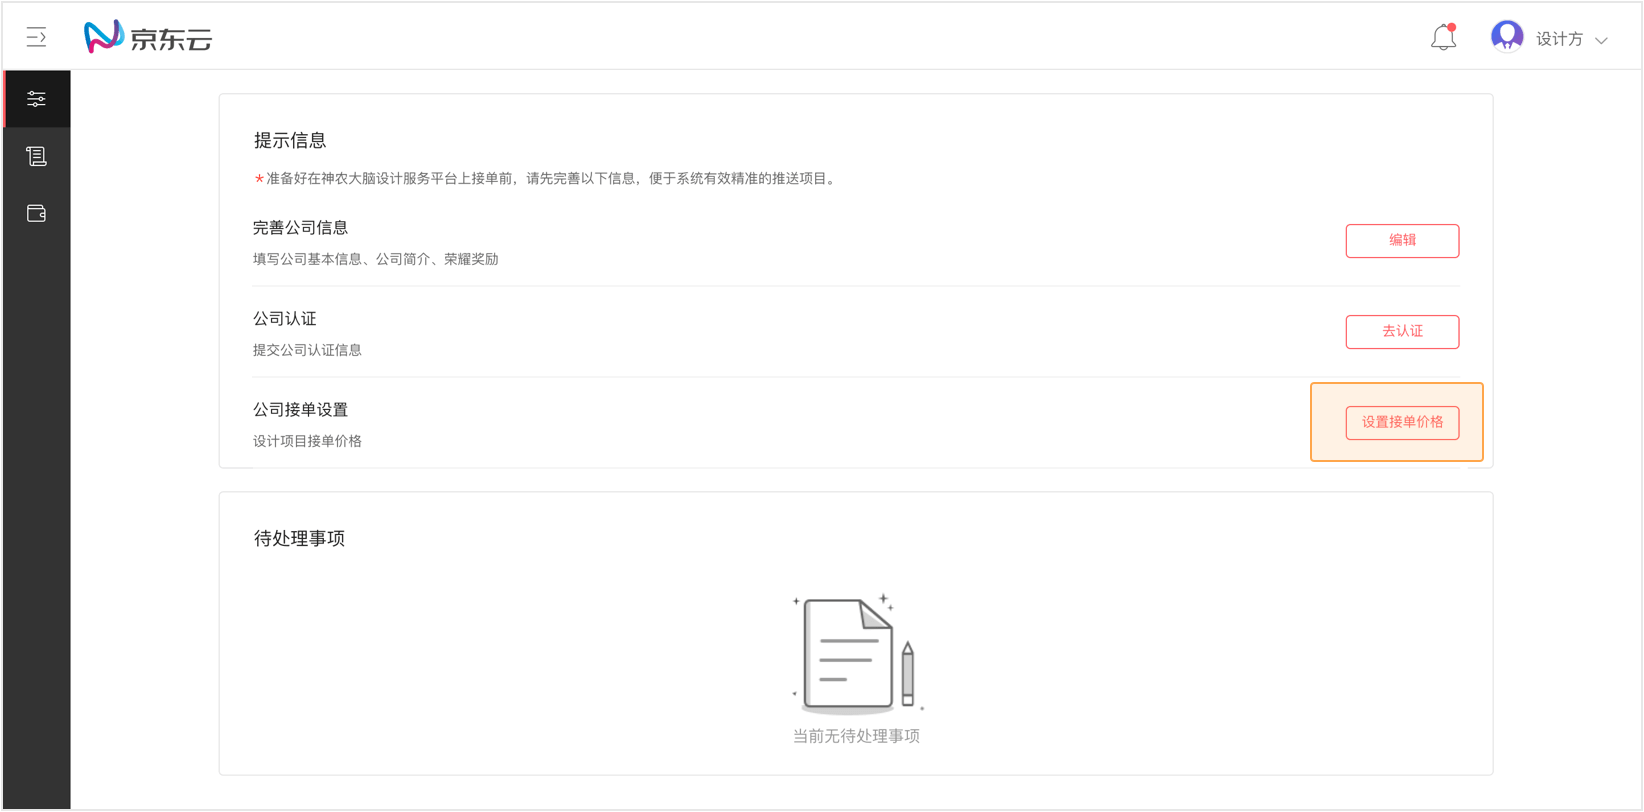 京东云
设计方
提示信息
*准备好在神农大脑设计服务平台上接单前，请先完善以下信息，便于系统有效精准的推送项目。
完善公司信息
编辑
填写公司基本信息、公司简介、荣耀奖励
公司认证
去认证
提交公司认证信息
公司接单设置
设置接单价格
设计项目接单价格
待处理事项
当前无待处理事项